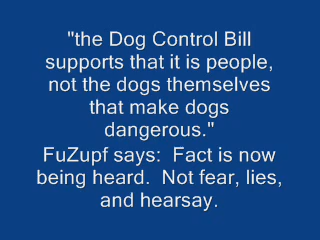 "the Dog Control Bill
supports that it is people,
not the dogs themselves
that make dogs
dangerous."
FuZupf says:  Fact is now
being heard.  Not fear, lies,
and hearsay.